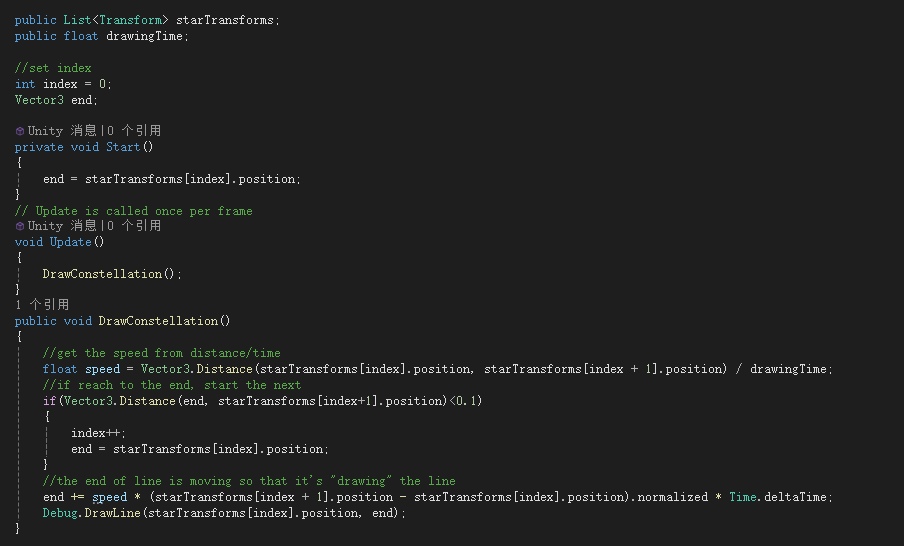 public List<Transform> starTransforms;
public float drawingTime;
//set index
int index = 0;
Vector3 end;
Unity 消息|0 个引用
private void Start()
{
end = starTransforms[index].position;
}
// Update is called once per frame
Unity 消息|0 个引用
void Update()
{
DrawConstellation();
}
1 个引用
public void DrawConstellation()
{
//get the speed from distance/time
float speed = Vector3.Distance(starTransforms[index].position, starTransforms[index + 1].position) / drawingTime;
//if reach to the end, start the next
if(Vector3.Distance(end, starTransforms[index+1].position)<0.1)
{
index++;
end = starTransforms[index].position;
}
//the end of line is moving so that it's "drawing" the line
end += speed * (starTransforms[index + 1].position - starTransforms[index].position).normalized * Time.deltaTime;
Debug.DrawLine(starTransforms[index].position, end);
}